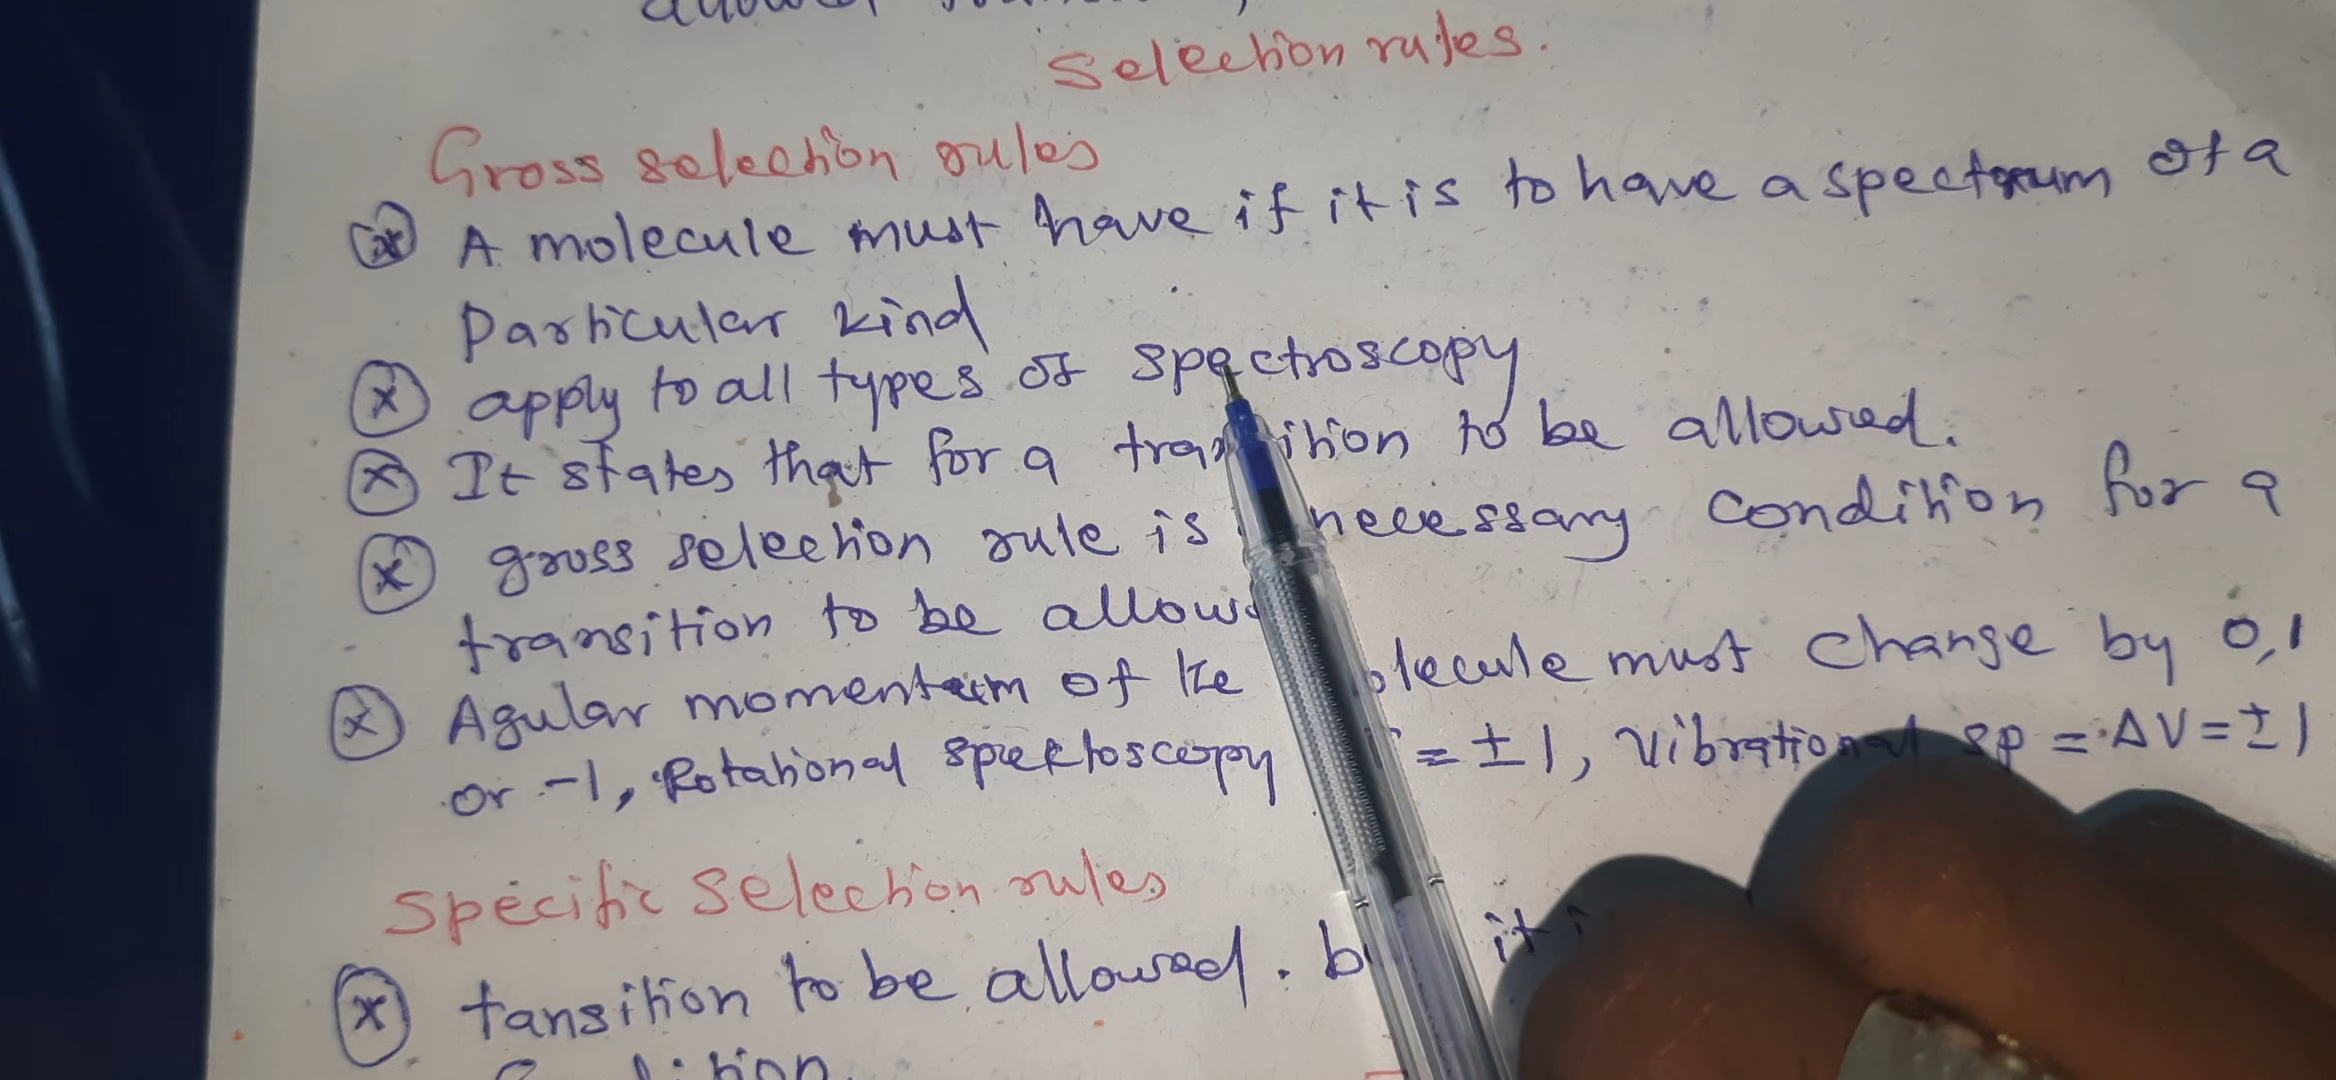 Selection rules.
Gross selection rules
A molecule must have if it is to have a spectrum of a
Particular kind
apply to all types of spectroscopy
It states that for a transition to be allowed.
gross selection rule is necessary condition for a
transition to be
Agular momentum of the must change by 0,1
or -1, Rotational spectoscopy = ±1, Vibrational sp = ΔV = ±1
Specific Selection rules
tansition to be allowed. it